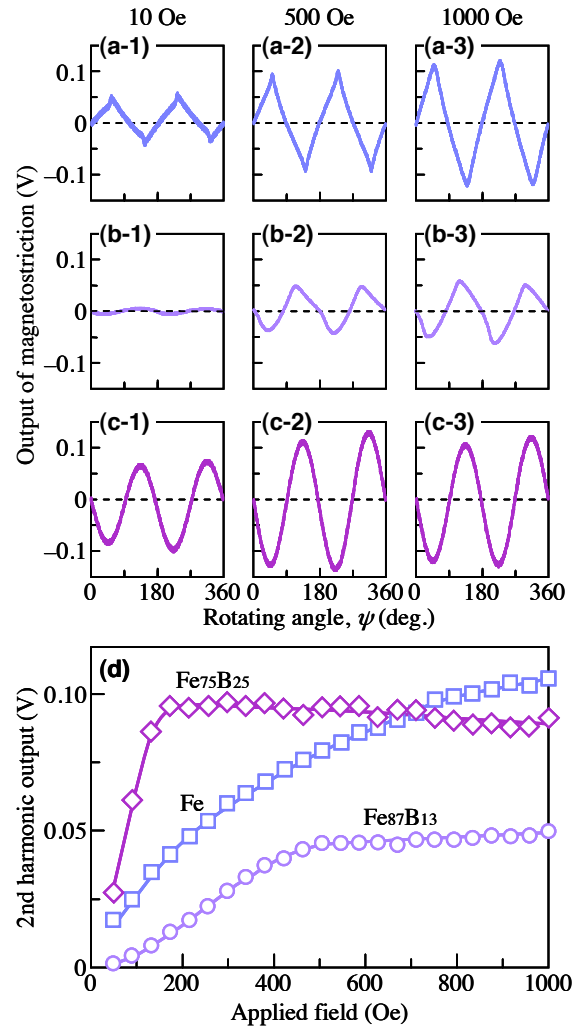 10 Oe 500 Oe 1000 Oe
(a-1) (a-2) (a-3)
0.1
0
−0.1
(b-1) (b-2) (b-3)
0.1
0
−0.1
(c-1) (c-2) (c-3)
0.1
0
−0.1
Output of magnetostriction (V)
0 180 360 0 180 360 0 180 360
Rotating angle, ψ (deg.)
(d)
Fe75B25
Fe
Fe87B13
0.10
0.05
0
2nd harmonic output (V)
0 200 400 600 800 1000
Applied field (Oe)